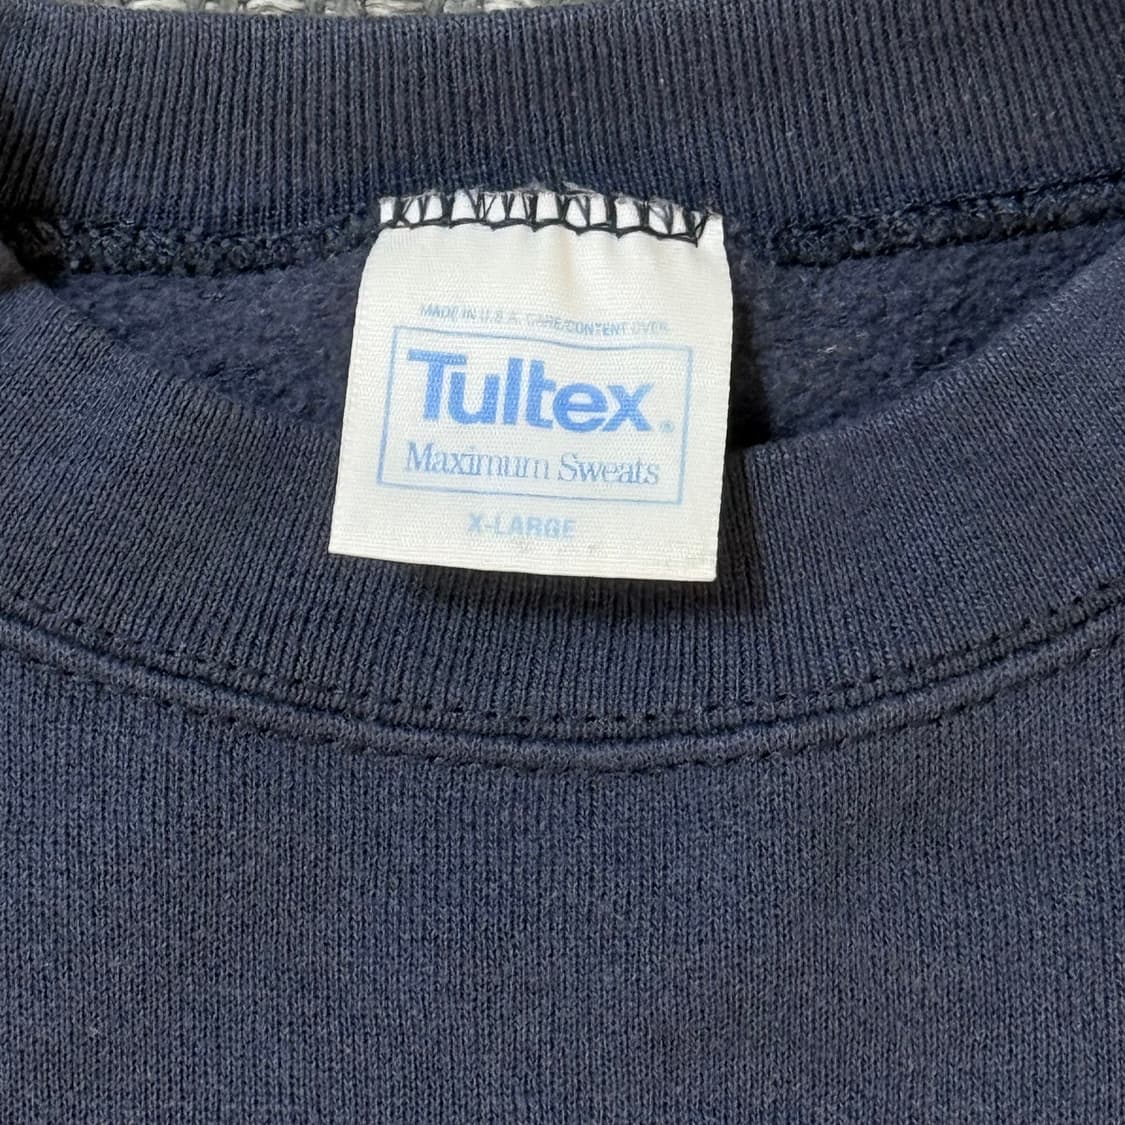 MADE IN U.S.A. CARE/CONTENT OVER
Tultex®
Maximum Sweats
X-LARGE